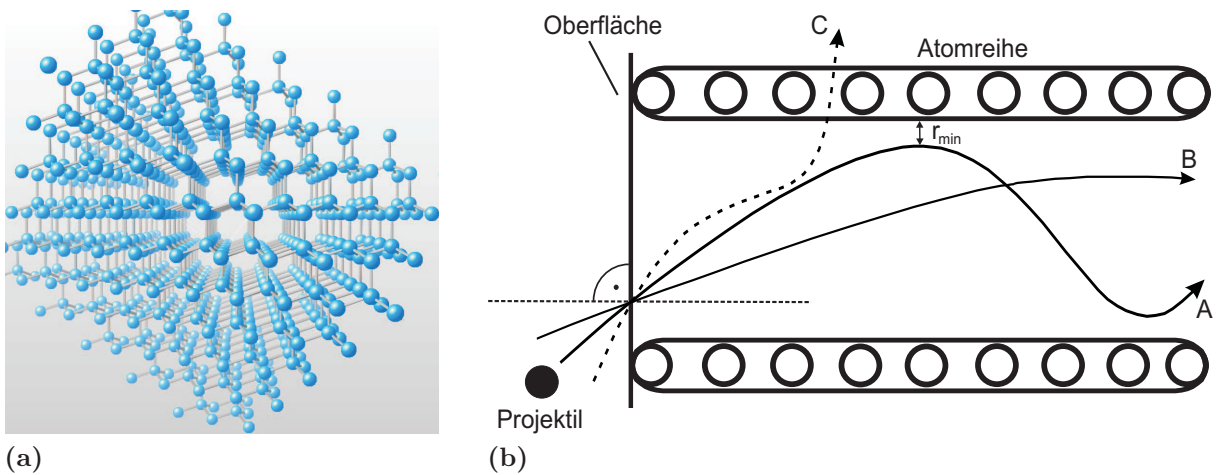 Oberfläche
C
Atomreihe
r_min
B
A
Projektil
(a)
(b)